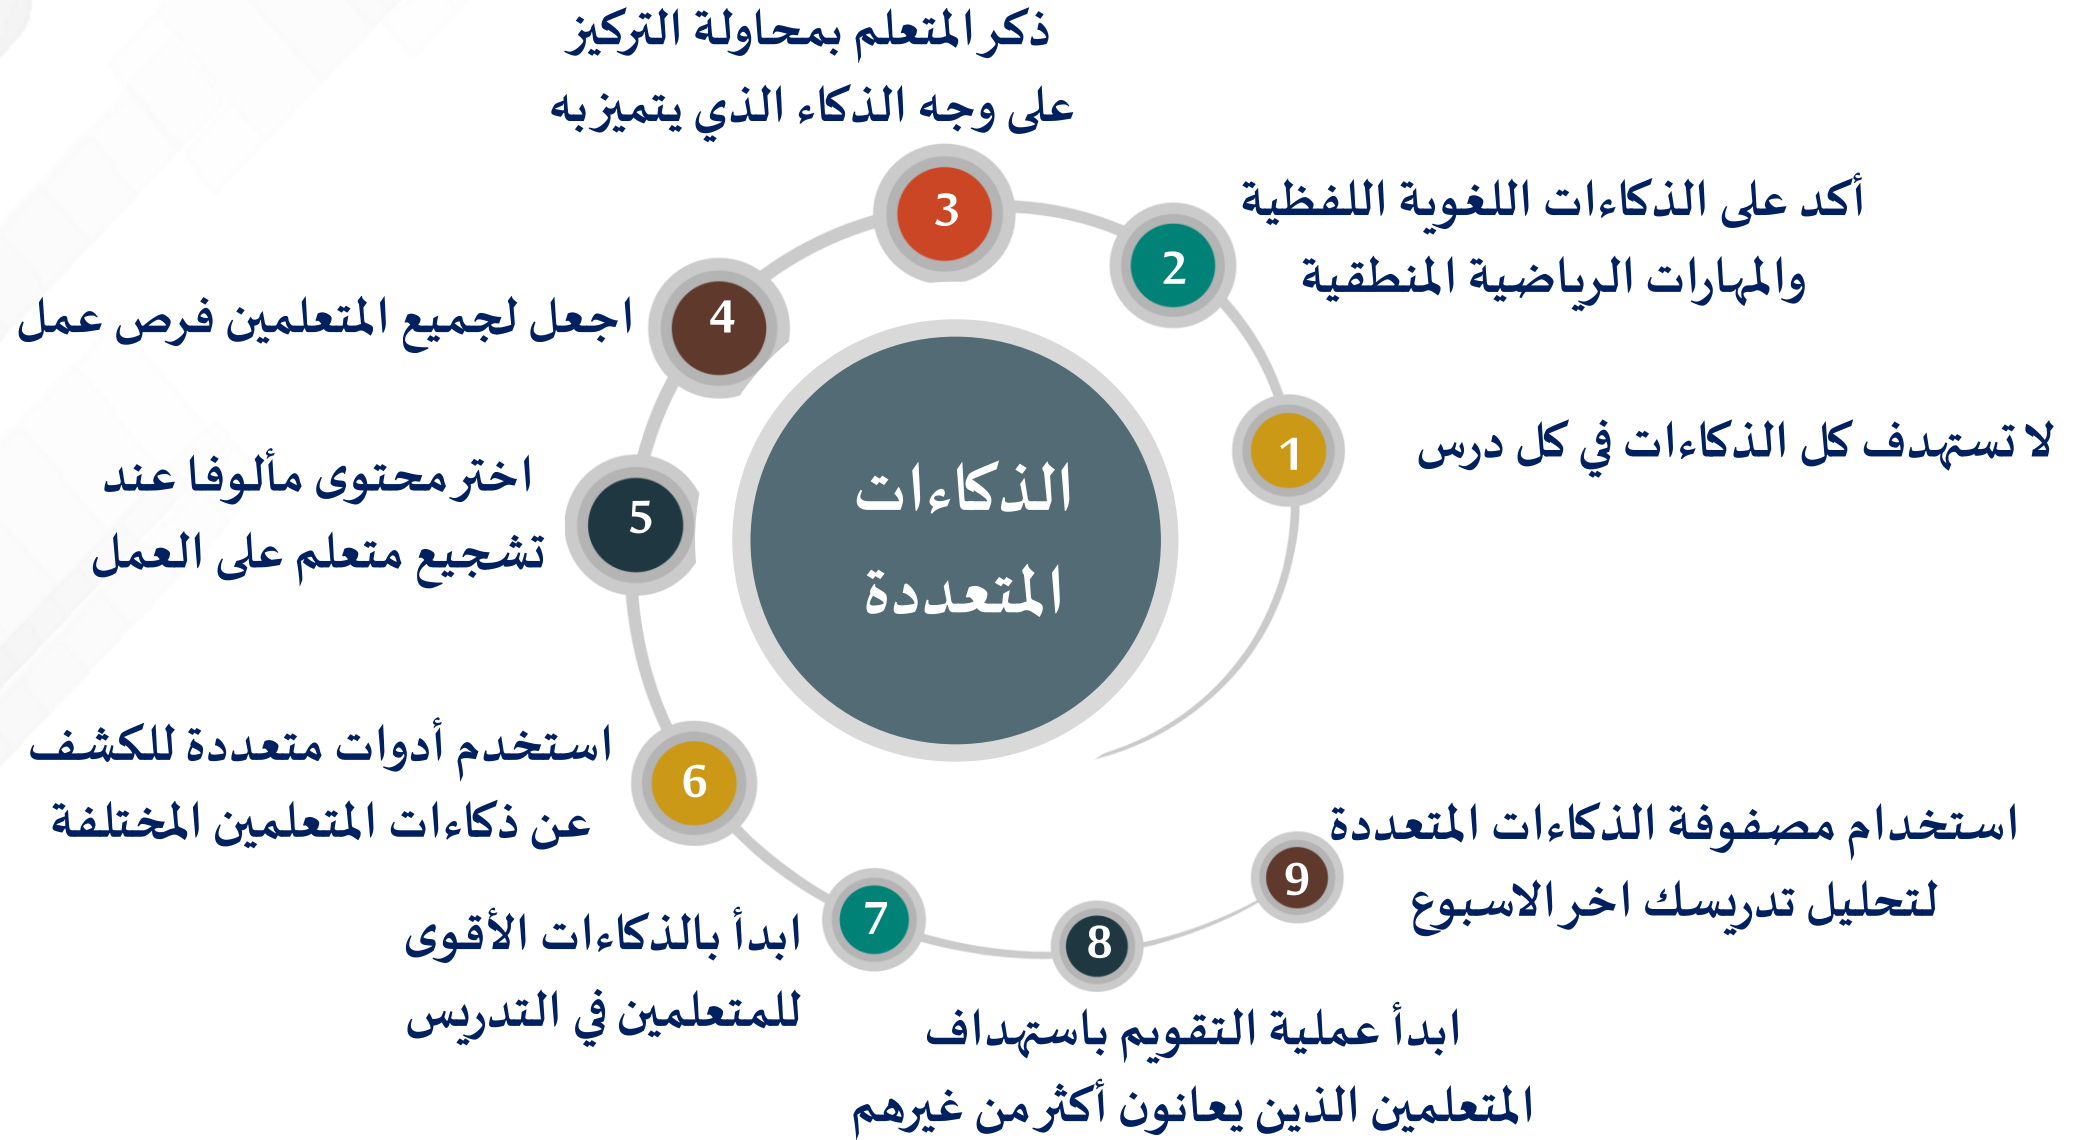 الذكاءات
المتعددة
1
لا تستهدف كل الذكاءات في كل درس
2
أكد على الذكاءات اللغوية اللفظية
والمهارات الرياضية المنطقية
3
ذكر المتعلم بمحاولة التركيز
على وجه الذكاء الذي يتميز به
4
اجعل لجميع المتعلمين فرص عمل
5
اختر محتوى مألوفا عند
تشجيع متعلم على العمل
6
استخدم أدوات متعددة للكشف
عن ذكاءات المتعلمين المختلفة
7
ابدأ بالذكاءات الأقوى
للمتعلمين في التدريس
8
ابدأ عملية التقويم باستهداف
المتعلمين الذين يعانون أكثر من غيرهم
9
استخدام مصفوفة الذكاءات المتعددة
لتحليل تدريسك اخر الاسبوع